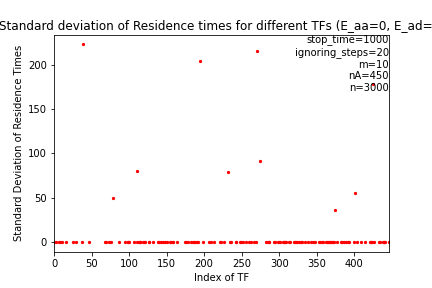 Standard deviation of Residence times for different TFs (E_aa=0, E_ad=
stop_time=1000
ignoring_steps=20
m=10
nA=450
n=3000
Standard Deviation of Residence Times
200
150
100
50
0
0 50 100 150 200 250 300 350 400
Index of TF